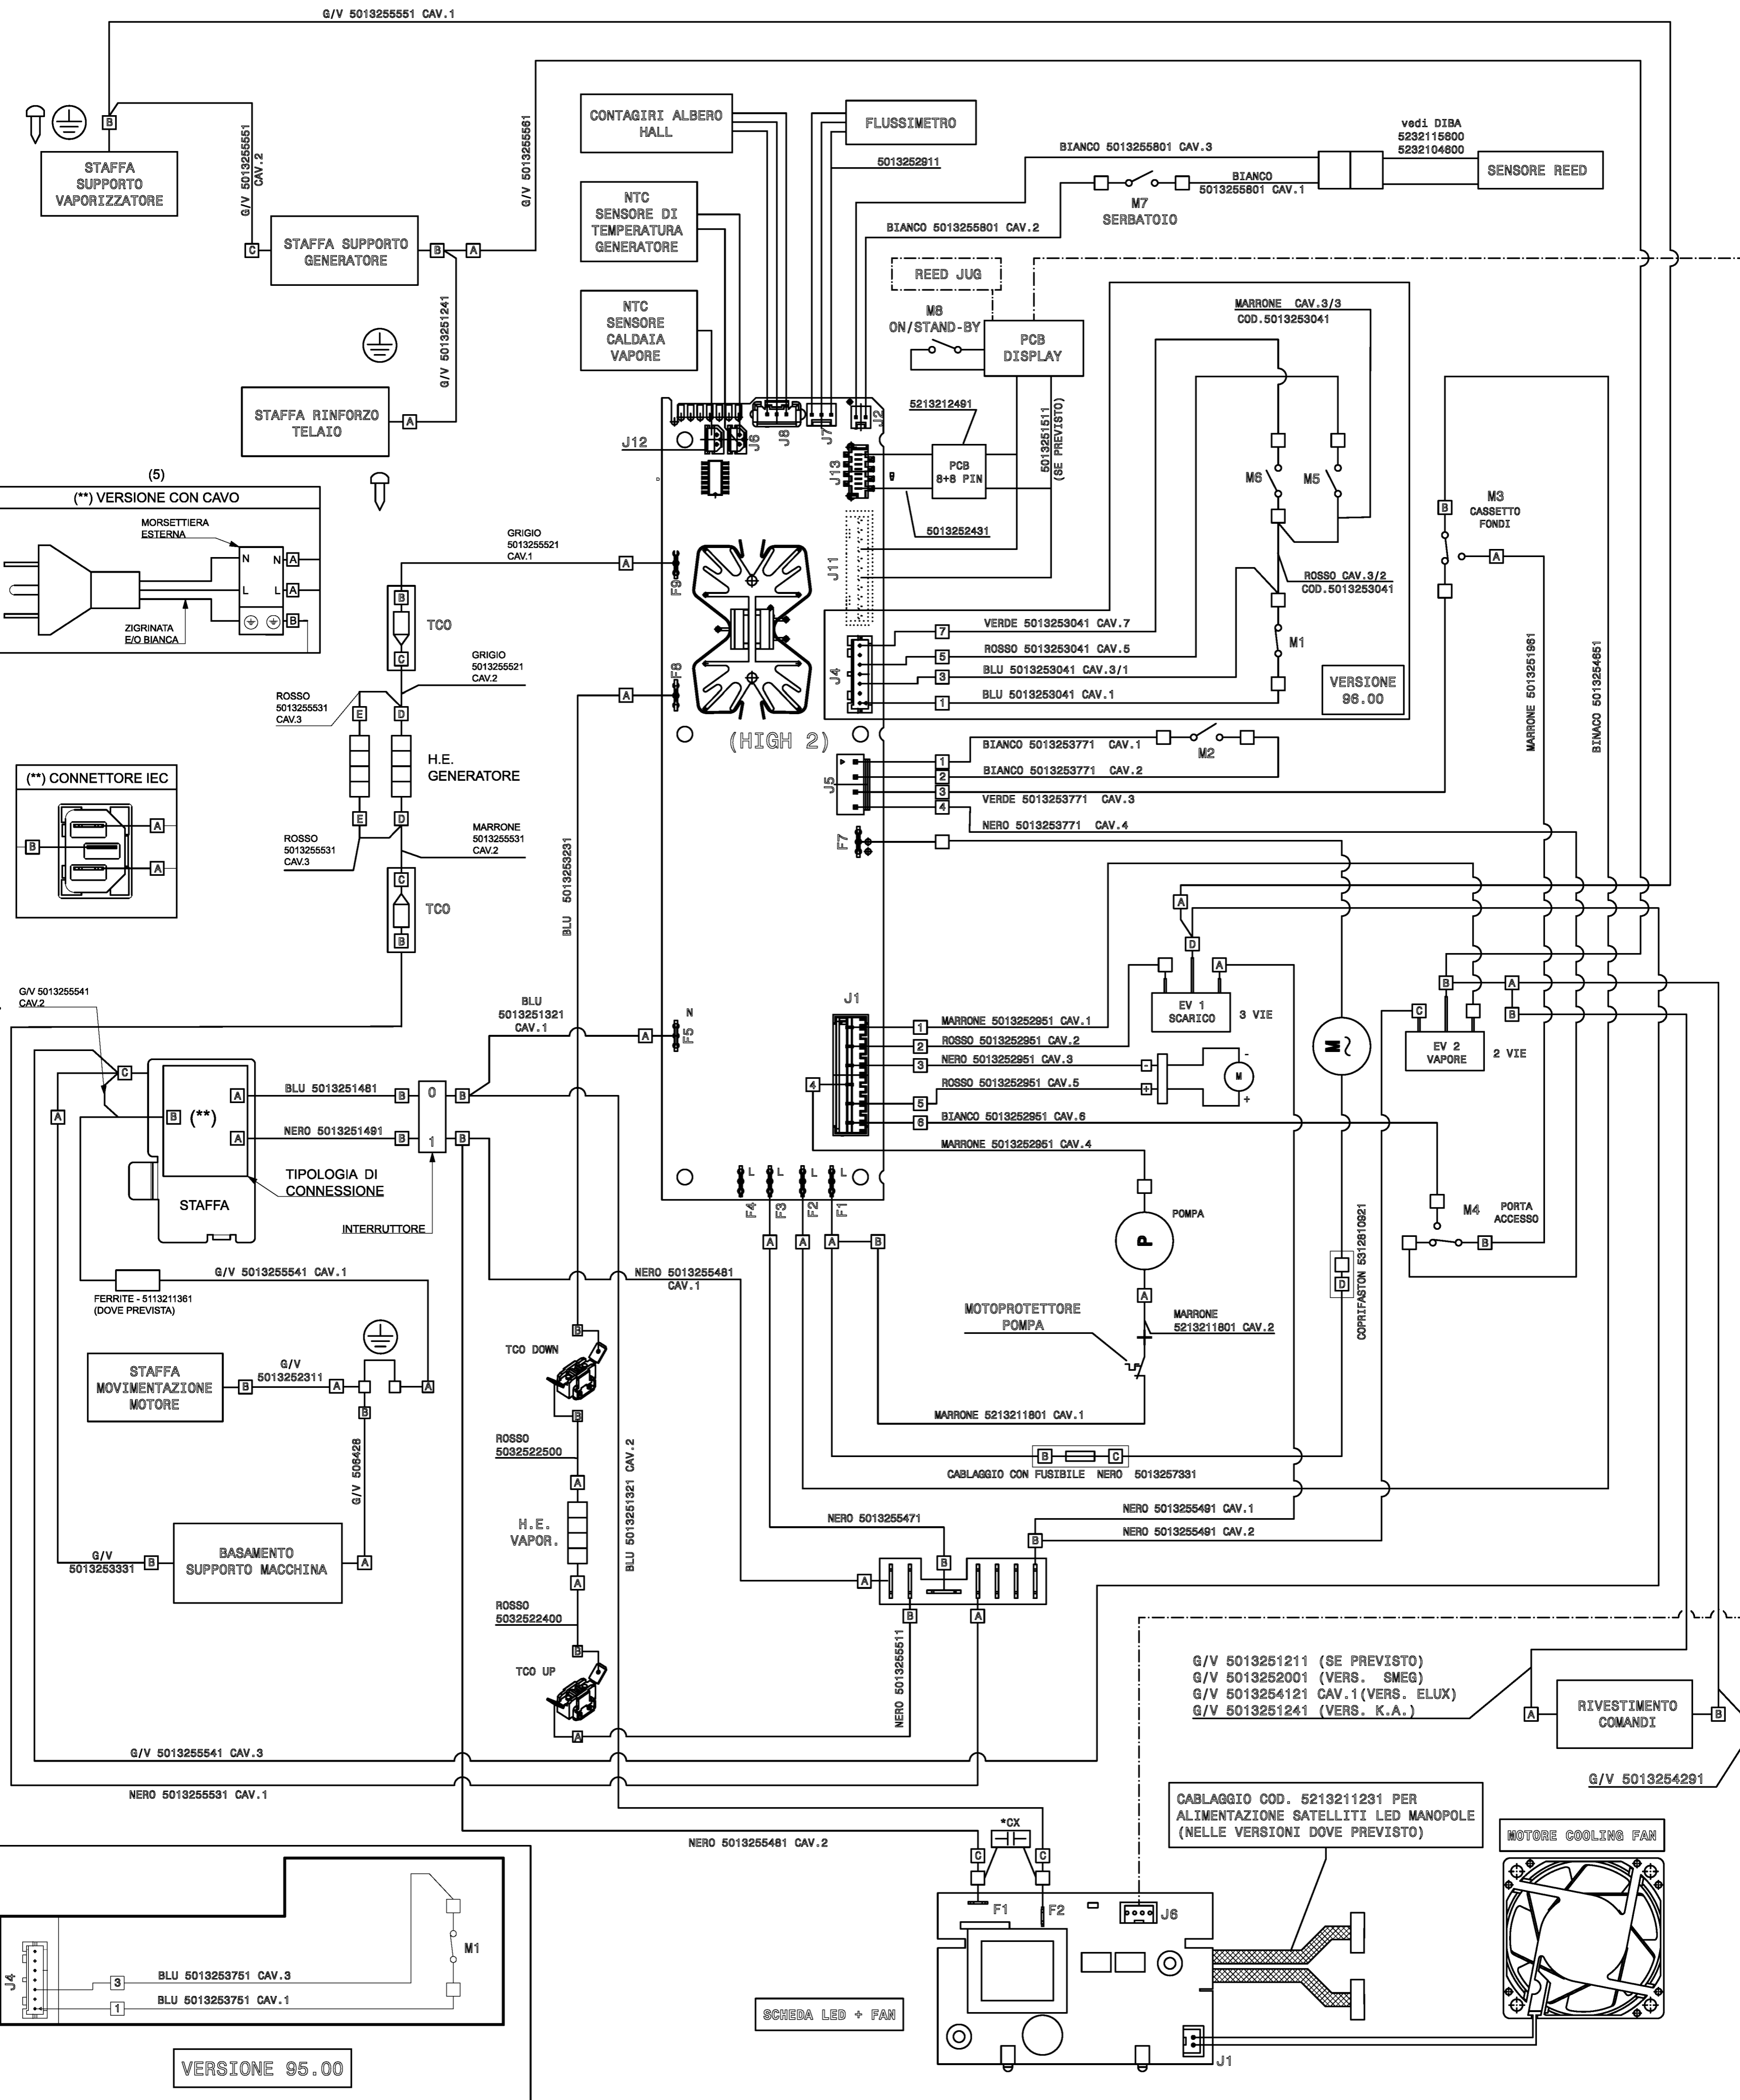 G/V 5013255551 CAV.1
B
STAFFA
SUPPORTO
VAPORIZZATORE
G/V 5013255551
CAV.2
C
STAFFA SUPPORTO
GENERATORE
B
A
G/V 5013255561
G/V 5013251241
STAFFA RINFORZO
TELAIO
A
CONTAGIRI ALBERO
HALL
FLUSSIMETRO
5013252911
NTC
SENSORE DI
TEMPERATURA
GENERATORE
NTC
SENSORE
CALDAIA
VAPORE
BIANCO 5013255801 CAV.3
BIANCO
5013255801 CAV.1
M7
SERBATOIO
BIANCO 5013255801 CAV.2
vedi DIBA
5232115600
5232104800
SENSORE REED
REED JUG
M8
ON/STAND-BY
PCB
DISPLAY
MARRONE CAV.3/3
COD.5013253041
5213212491
PCB
8+8 PIN
5013252431
5013251511
(SE PREVISTO)
J12
J6
J8
J7
J2
J13
J11
M6
M5
ROSSO CAV.3/2
COD.5013253041
M1
VERSIONE
96.00
M3
CASSETTO
FONDI
B
A
MARRONE 5013251961
BINACO 5013254651
(5)
(**) VERSIONE CON CAVO
MORSETTIERA
ESTERNA
N
N
A
L
L
A
B
ZIGRINATA
E/O BIANCA
GRIGIO
5013255521
CAV.1
A
F9
B
TCO
C
GRIGIO
5013255521
CAV.2
ROSSO
5013255531
CAV.3
E
D
H.E.
GENERATORE
E
D
ROSSO
5013255531
CAV.3
MARRONE
5013255531
CAV.2
C
TCO
B
A
F8
(HIGH 2)
J4
7
VERDE 5013253041 CAV.7
5
ROSSO 5013253041 CAV.5
3
BLU 5013253041 CAV.3/1
1
BLU 5013253041 CAV.1
J5
1
BIANCO 5013253771 CAV.1
M2
2
BIANCO 5013253771 CAV.2
3
VERDE 5013253771 CAV.3
4
NERO 5013253771 CAV.4
F7
(**) CONNETTORE IEC
A
B
A
BLU 5013253231
G/V 5013255541
CAV.2
BLU
5013251321
CAV.1
A
N
F5
J1
1
MARRONE 5013252951 CAV.1
2
ROSSO 5013252951 CAV.2
3
NERO 5013252951 CAV.3
4
ROSSO 5013252951 CAV.5
5
BIANCO 5013252951 CAV.6
6
MARRONE 5013252951 CAV.4
-
+
M
-
+
A
D
A
EV 1
SCARICO
3 VIE
M
B
A
C
B
EV 2
VAPORE
2 VIE
C
A
B
(**)
A
A
STAFFA
BLU 5013251481
B
0
B
NERO 5013251491
B
1
B
TIPOLOGIA DI
CONNESSIONE
INTERRUTTORE
G/V 5013255541 CAV.1
FERRITE - 5113211361
(DOVE PREVISTA)
STAFFA
MOVIMENTAZIONE
MOTORE
B
G/V
5013252311
A
A
B
G/V 506428
G/V
5013253331
B
BASAMENTO
SUPPORTO MACCHINA
A
L
L
L
L
F4
F3
F2
F1
A
A
A
B
NERO 5013255481
CAV.1
POMPA
P
A
MARRONE
5213211801 CAV.2
MOTOPROTETTORE
POMPA
MARRONE 5213211801 CAV.1
B
C
CABLAGGIO CON FUSIBILE NERO 5013257331
M4
PORTA
ACCESSO
B
D
COPRIFASTON 5312810921
B
TCO DOWN
B
ROSSO
5032522500
A
H.E.
VAPOR.
A
ROSSO
5032522400
B
TCO UP
A
BLU 5013251321 CAV.2
NERO 5013255471
NERO 5013255491 CAV.1
NERO 5013255491 CAV.2
B
B
A
B
A
NERO 5013255511
G/V 5013251211 (SE PREVISTO)
G/V 5013252001 (VERS. SMEG)
G/V 5013254121 CAV.1(VERS. ELUX)
G/V 5013251241 (VERS. K.A.)
A
RIVESTIMENTO
COMANDI
B
G/V 5013254291
G/V 5013255541 CAV.3
NERO 5013255531 CAV.1
NERO 5013255481 CAV.2
*CX
C
C
CABLAGGIO COD. 5213211231 PER
ALIMENTAZIONE SATELLITI LED MANOPOLE
(NELLE VERSIONI DOVE PREVISTO)
MOTORE COOLING FAN
F1
F2
J6
J1
SCHEDA LED + FAN
J4
3
BLU 5013253751 CAV.3
1
BLU 5013253751 CAV.1
M1
VERSIONE 95.00